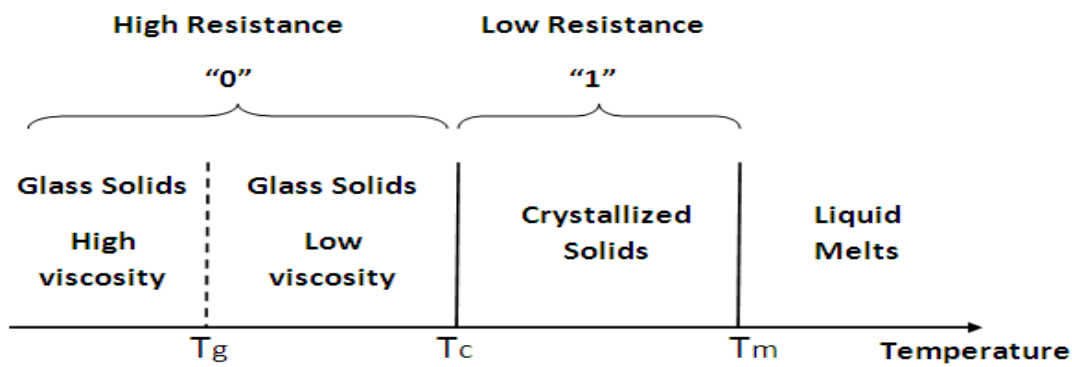 High Resistance
Low Resistance
“0”
“1”
Glass Solids
High
viscosity
Glass Solids
Low
viscosity
Crystallized
Solids
Liquid
Melts
Tg
Tc
Tm
Temperature